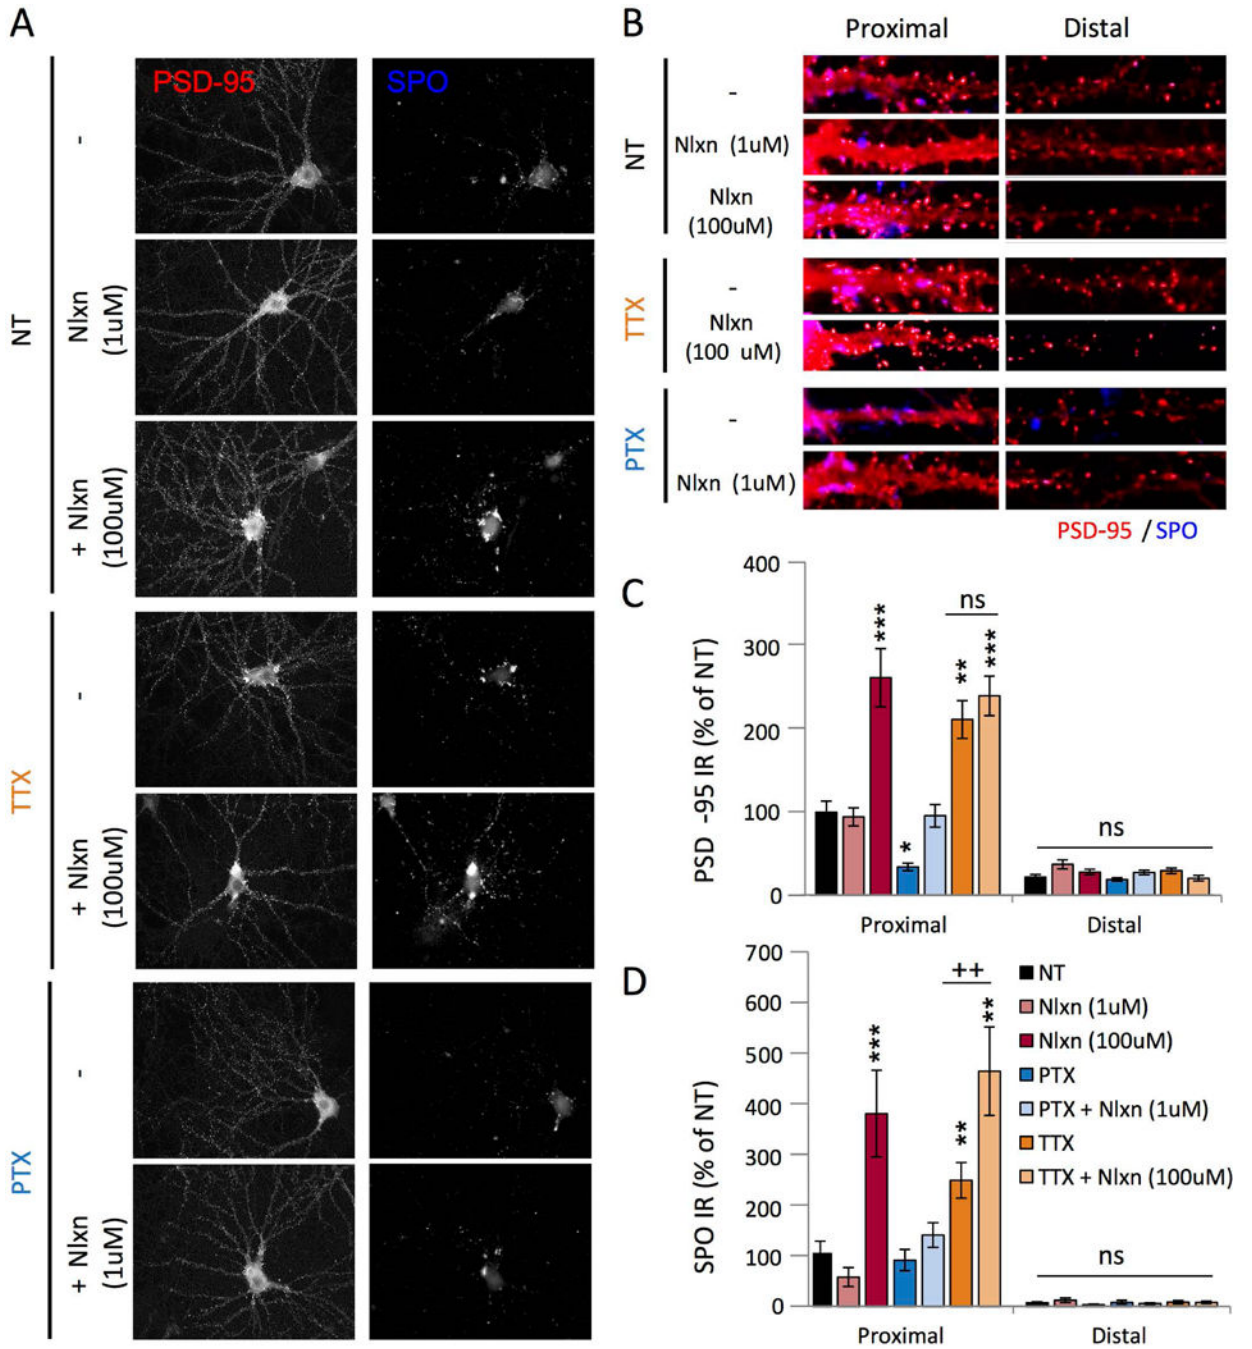 A
PSD-95
SPO
NT
-
Nlxn
(1uM)
+ Nlxn
(100uM)
TTX
-
+ Nlxn
(100uM)
PTX
-
+ Nlxn
(1uM)
B
Proximal
Distal
NT
-
Nlxn (1uM)
Nlxn
(100uM)
TTX
-
Nlxn
(100 uM)
PTX
-
Nlxn (1uM)
PSD-95 / SPO
C
PSD -95 IR (% of NT)
400
300
200
100
0
***
*
ns
**
***
ns
Proximal
Distal
D
SPO IR (% of NT)
700
600
500
400
300
200
100
0
***
++
**
**
ns
Proximal
Distal
NT
Nlxn (1uM)
Nlxn (100uM)
PTX
PTX + Nlxn (1uM)
TTX
TTX + Nlxn (100uM)